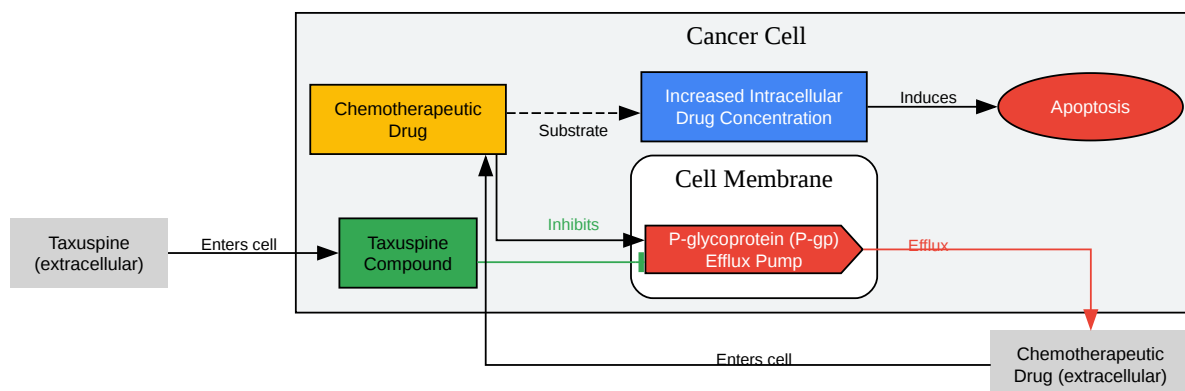 Cancer Cell
Chemotherapeutic
Drug
Substrate
Increased Intracellular
Drug Concentration
Induces
Apoptosis
Cell Membrane
Taxuspine
(extracellular)
Enters cell
Taxuspine
Compound
Inhibits
P-glycoprotein (P-gp)
Efflux Pump
Efflux
Enters cell
Chemotherapeutic
Drug (extracellular)